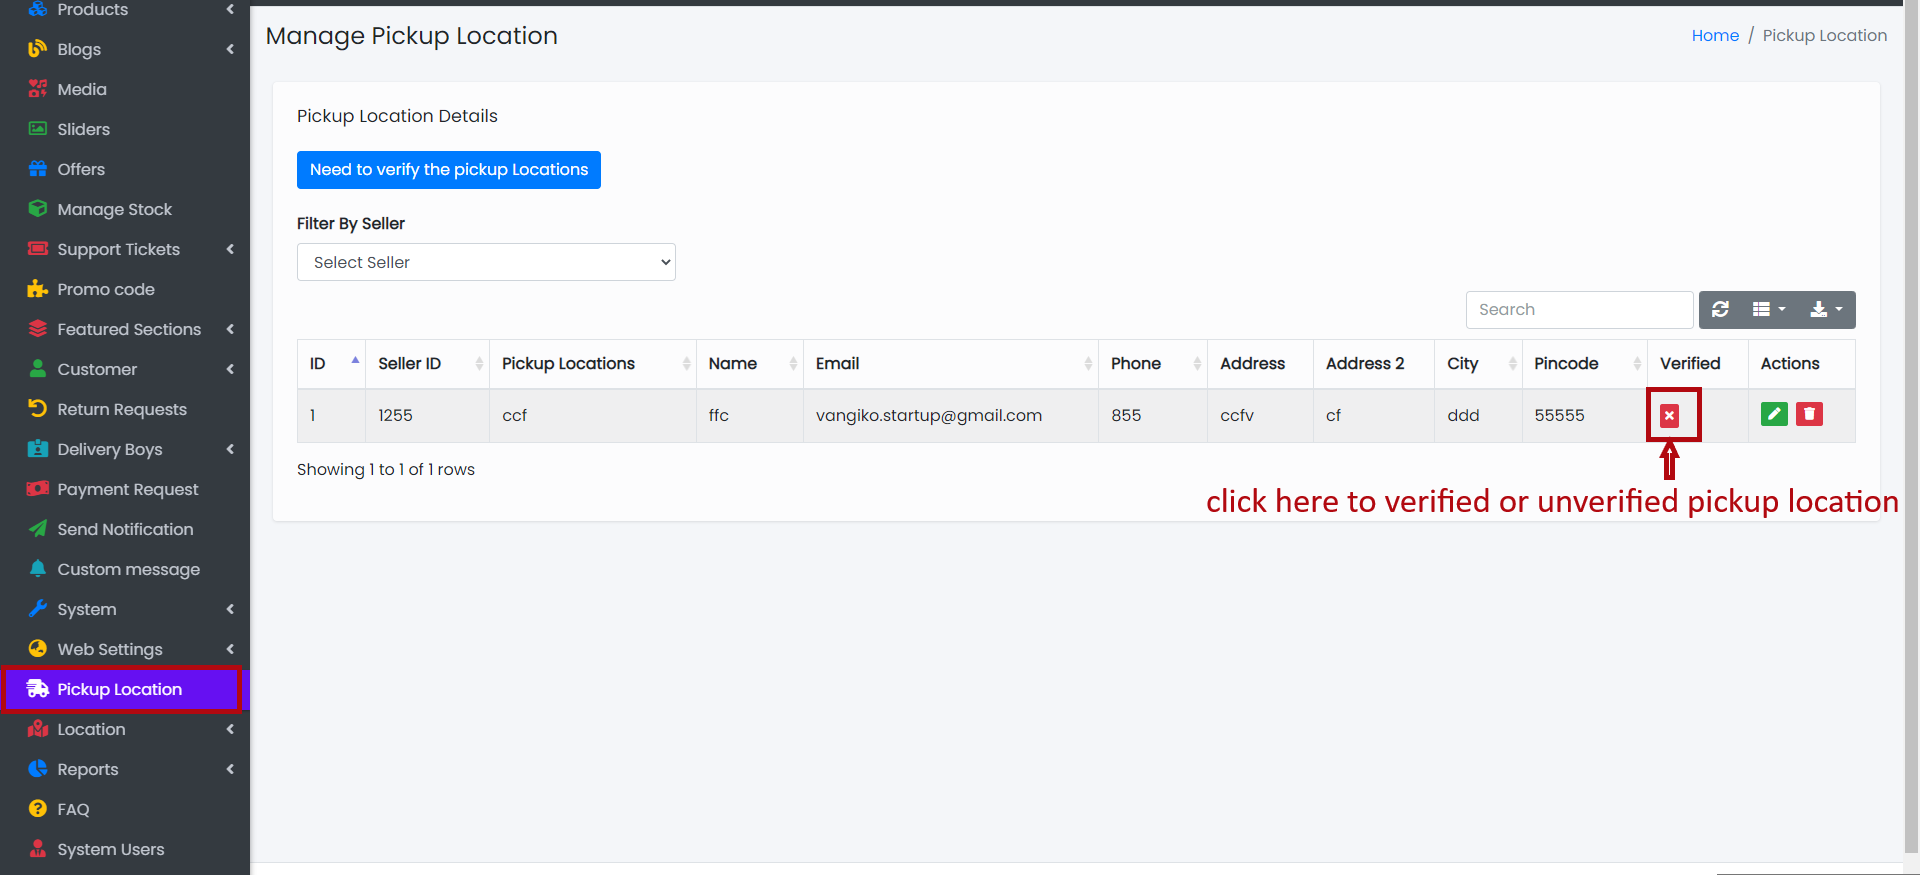 Products
Blogs
Media
Sliders
Offers
Manage Stock
Support Tickets
Promo code
Featured Sections
Customer
Return Requests
Delivery Boys
Payment Request
Send Notification
Custom message
System
Web Settings
Pickup Location
Location
Reports
FAQ
System Users
Manage Pickup Location
Home / Pickup Location
Pickup Location Details
Need to verify the pickup Locations
Filter By Seller
Select Seller
Search
ID Seller ID Pickup Locations Name Email Phone Address Address 2 City Pincode Verified Actions
1 1255 ccf ffc vangiko.startup@gmail.com 855 ccfv cf ddd 55555
Showing 1 to 1 of 1 rows
click here to verified or unverified pickup location